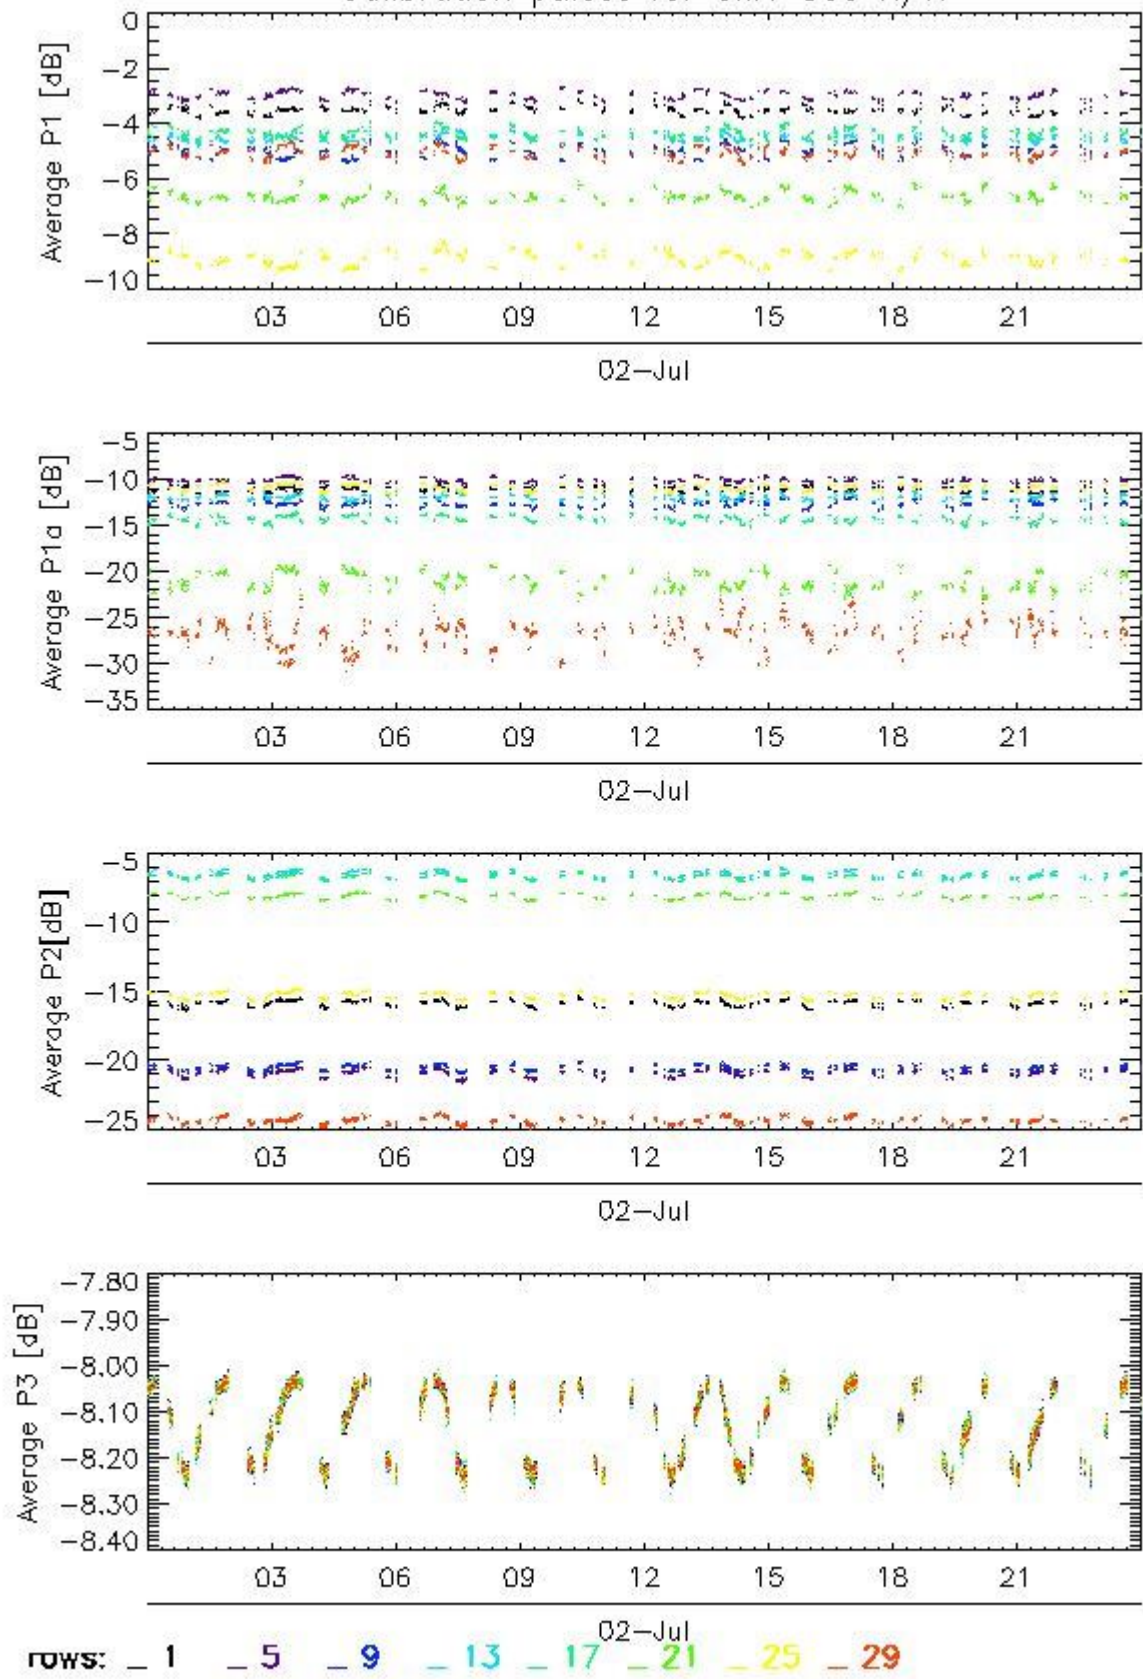 0
-2
-4
-6
-8
-10
Average P1 [dB]
03 06 09 12 15 18 21
02-Jul
-5
-10
-15
-20
-25
-30
-35
Average P1a [dB]
03 06 09 12 15 18 21
02-Jul
-5
-10
-15
-20
-25
Average P2[dB]
03 06 09 12 15 18 21
02-Jul
-7.80
-7.90
-8.00
-8.10
-8.20
-8.30
-8.40
Average P3 [dB]
03 06 09 12 15 18 21
02-Jul
rows: _ 1 _ 5 _ 9 _ 13 _ 17 _ 21 _ 25 _ 29